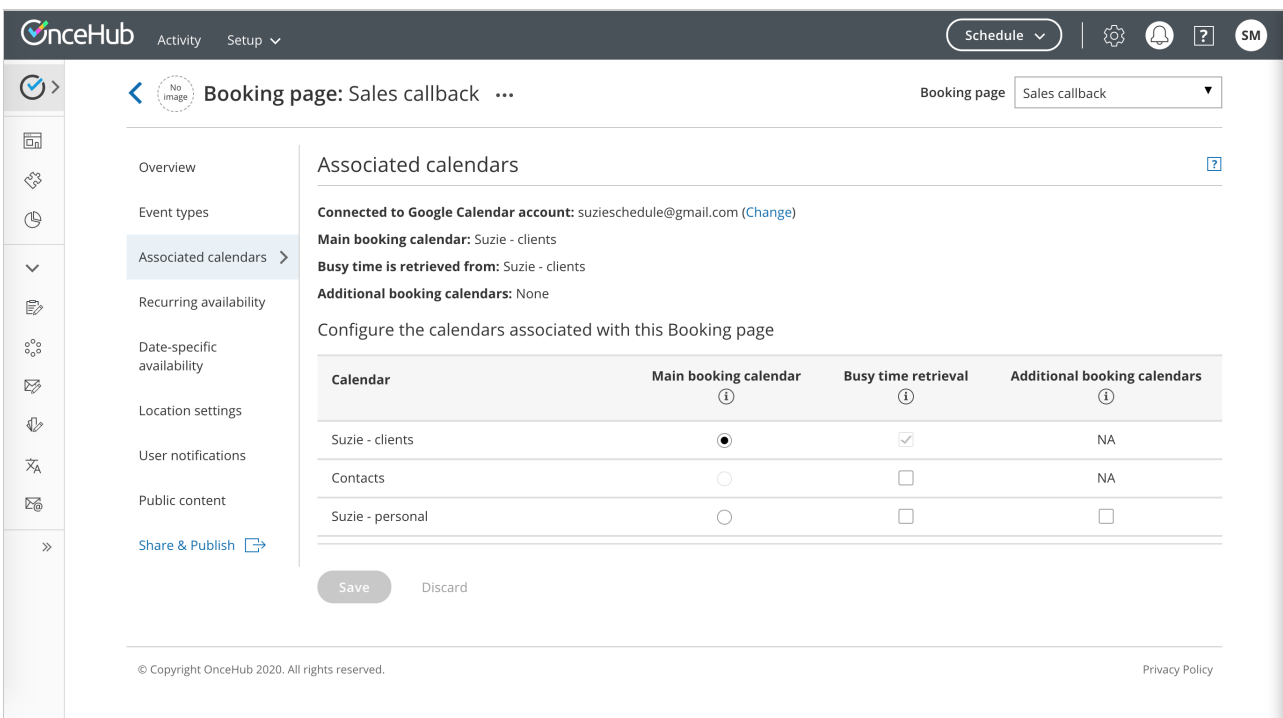 OnceHub Activity Setup Schedule ? SM
No
image
Booking page: Sales callback ... Booking page Sales callback
Overview
Event types
Associated calendars
Recurring availability
Date-specific
availability
Location settings
User notifications
Public content
Share & Publish
Associated calendars ?
Connected to Google Calendar account: suzieschedule@gmail.com (Change)
Main booking calendar: Suzie - clients
Busy time is retrieved from: Suzie - clients
Additional booking calendars: None
Configure the calendars associated with this Booking page
Calendar Main booking calendar Busy time retrieval Additional booking calendars
i i i
Suzie - clients NA
Contacts NA
Suzie - personal
Save Discard
© Copyright OnceHub 2020. All rights reserved. Privacy Policy